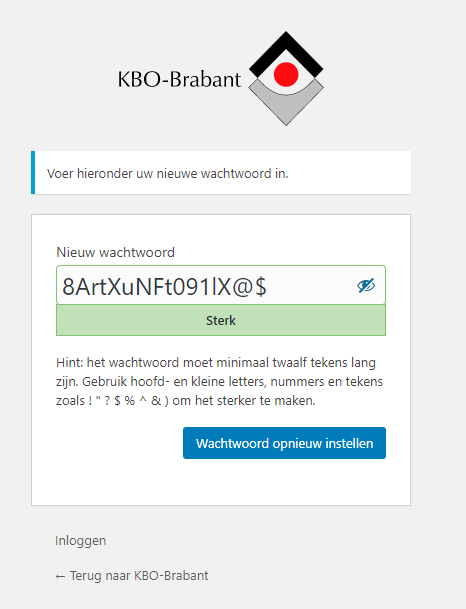 KBO-Brabant
Voer hieronder uw nieuwe wachtwoord in.
Nieuw wachtwoord
8ArtXuNFt091lX@$
Sterk
Hint: het wachtwoord moet minimaal twaalf tekens lang
zijn. Gebruik hoofd- en kleine letters, nummers en tekens
zoals ! " ? $ % ^ & ) om het sterker te maken.
Wachtwoord opnieuw instellen
Inloggen
← Terug naar KBO-Brabant